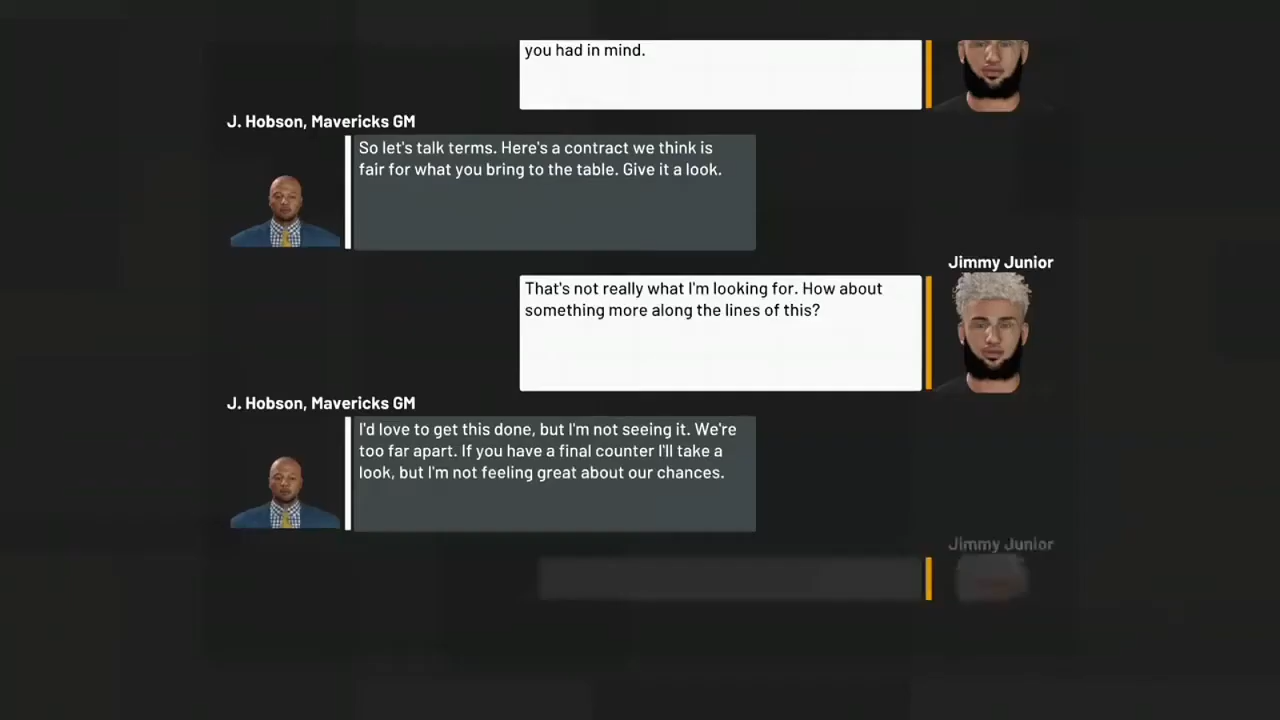 you had in mind.
J. Hobson, Mavericks GM
So let's talk terms. Here's a contract we think is
fair for what you bring to the table. Give it a look.
Jimmy Junior
That's not really what I'm looking for. How about
something more along the lines of this?
J. Hobson, Mavericks GM
I'd love to get this done, but I'm not seeing it. We're
too far apart. If you have a final counter I'll take a
look, but I'm not feeling great about our chances.
Jimmy Junior